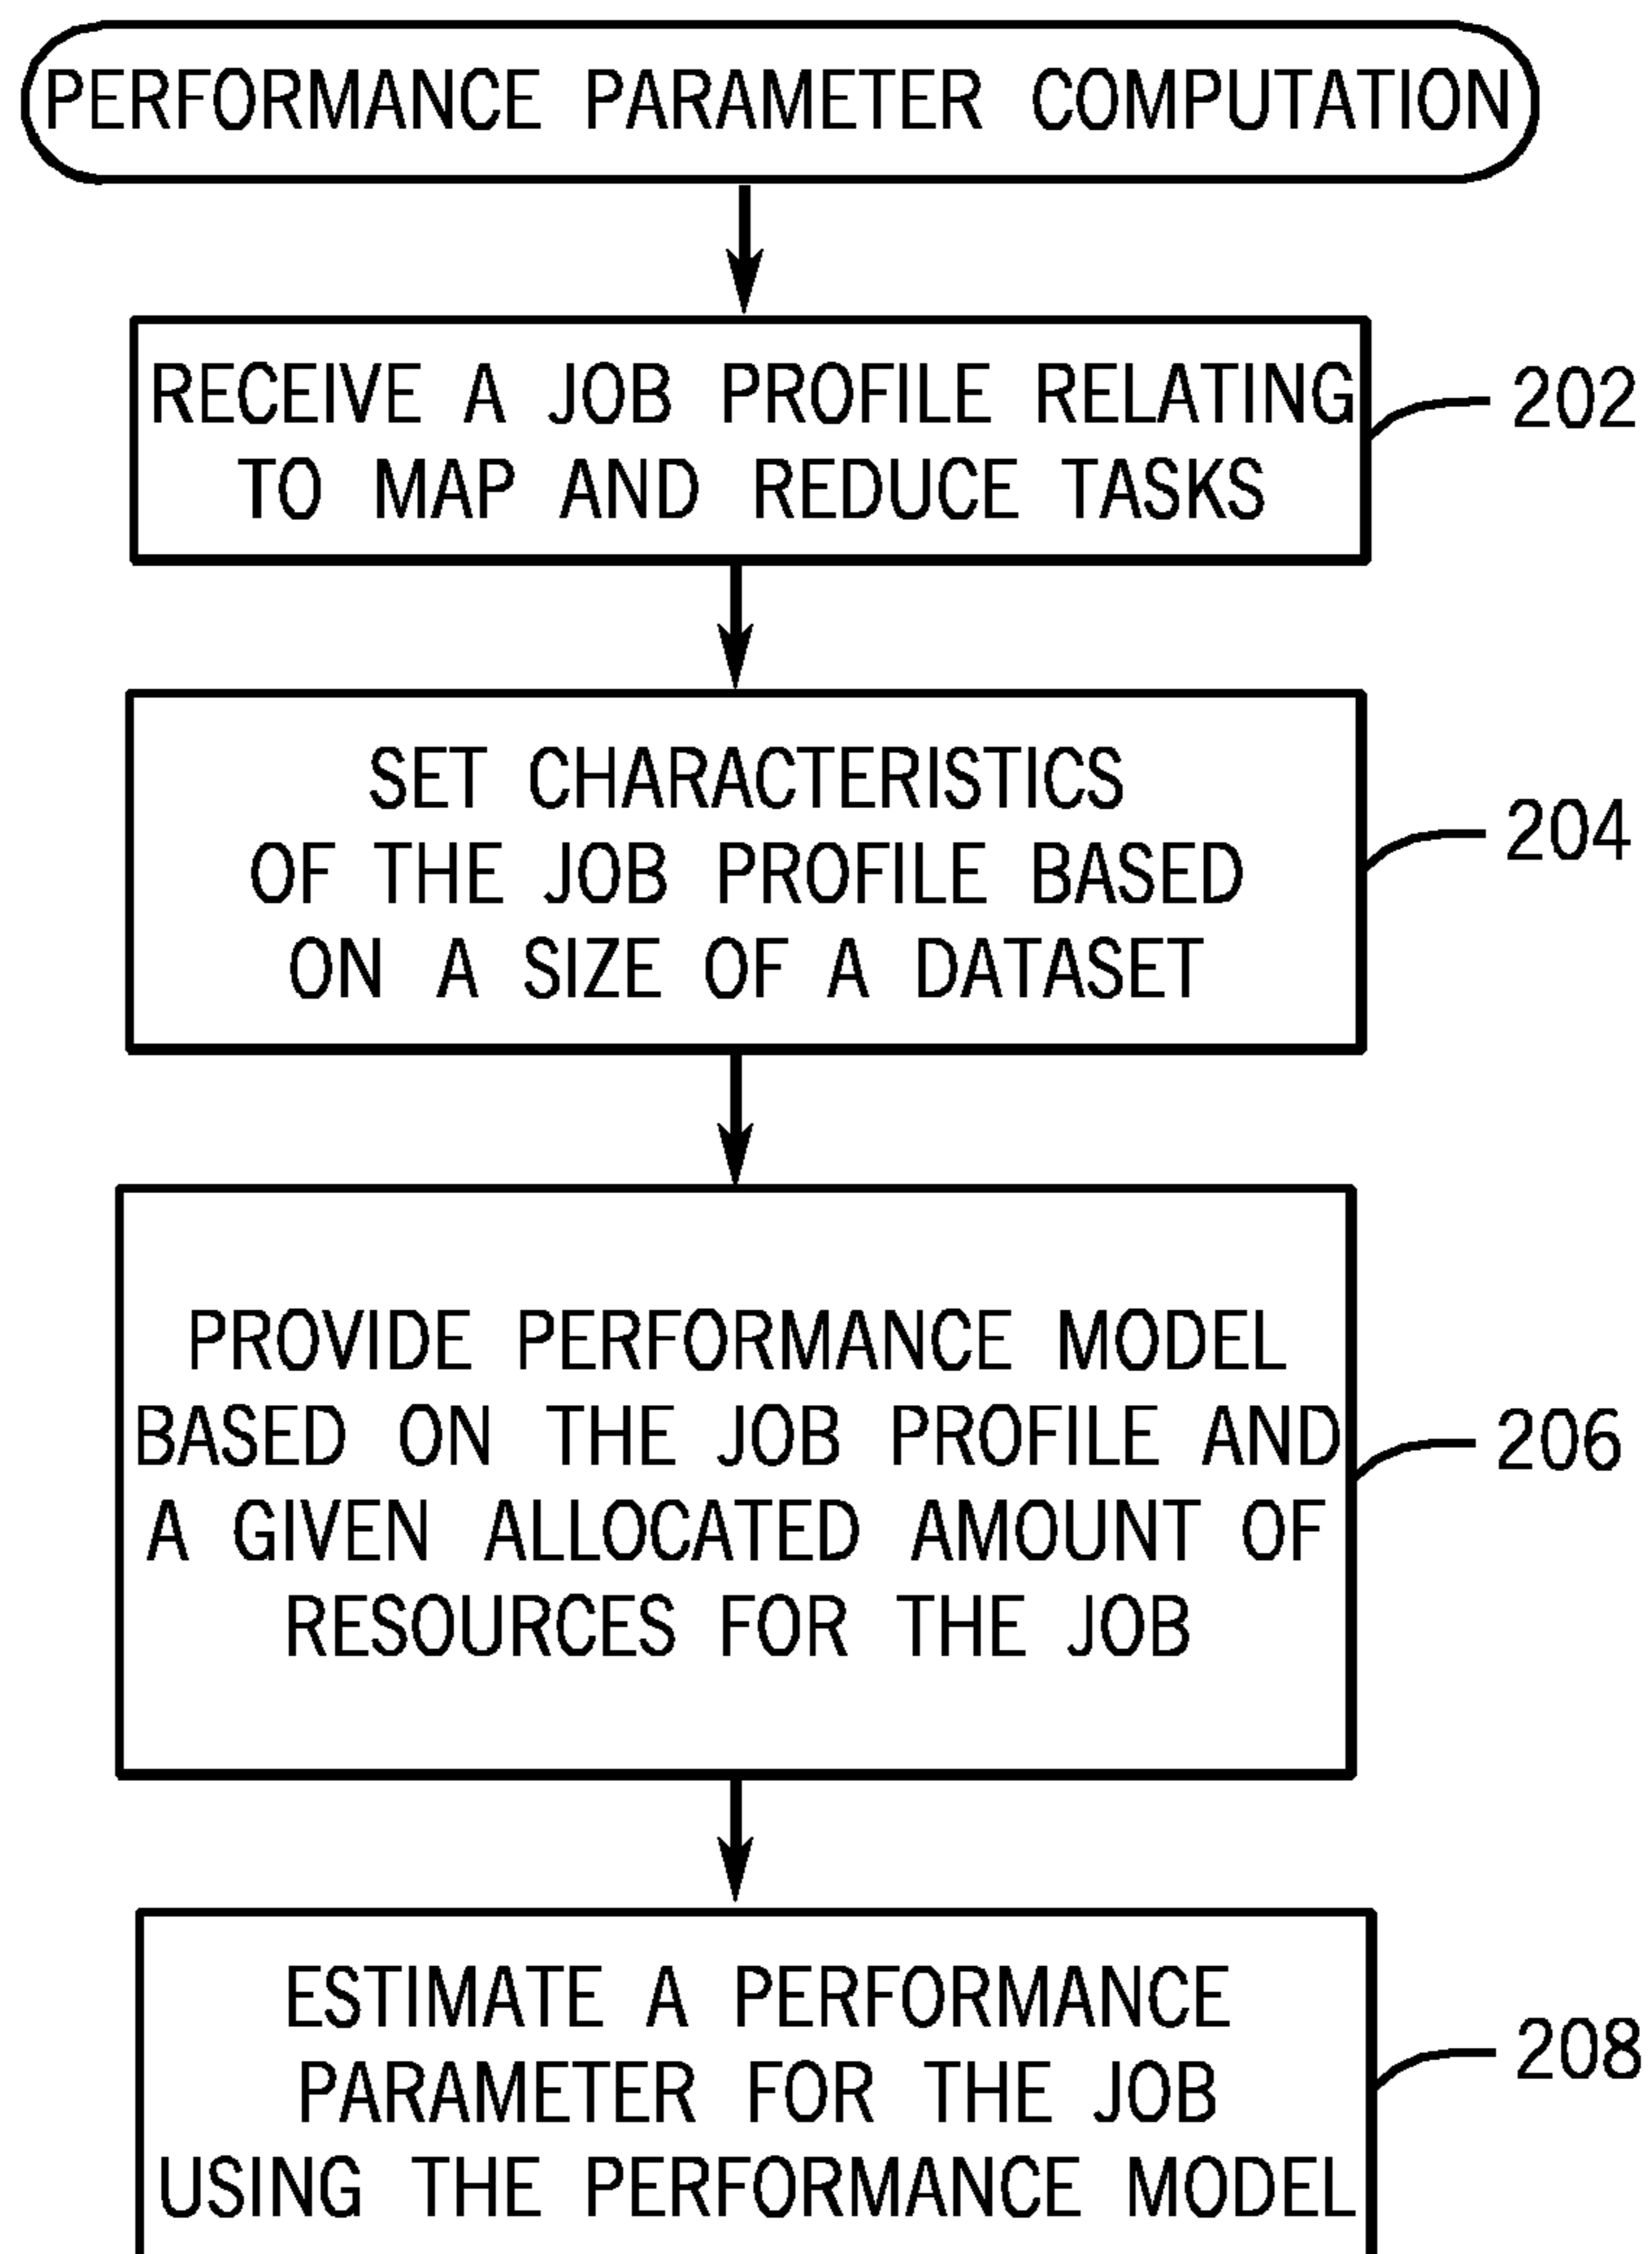 PERFORMANCE PARAMETER COMPUTATION
RECEIVE A JOB PROFILE RELATING
TO MAP AND REDUCE TASKS
202
SET CHARACTERISTICS
OF THE JOB PROFILE BASED
ON A SIZE OF A DATASET
204
PROVIDE PERFORMANCE MODEL
BASED ON THE JOB PROFILE AND
A GIVEN ALLOCATED AMOUNT OF
RESOURCES FOR THE JOB
206
ESTIMATE A PERFORMANCE
PARAMETER FOR THE JOB
USING THE PERFORMANCE MODEL
208